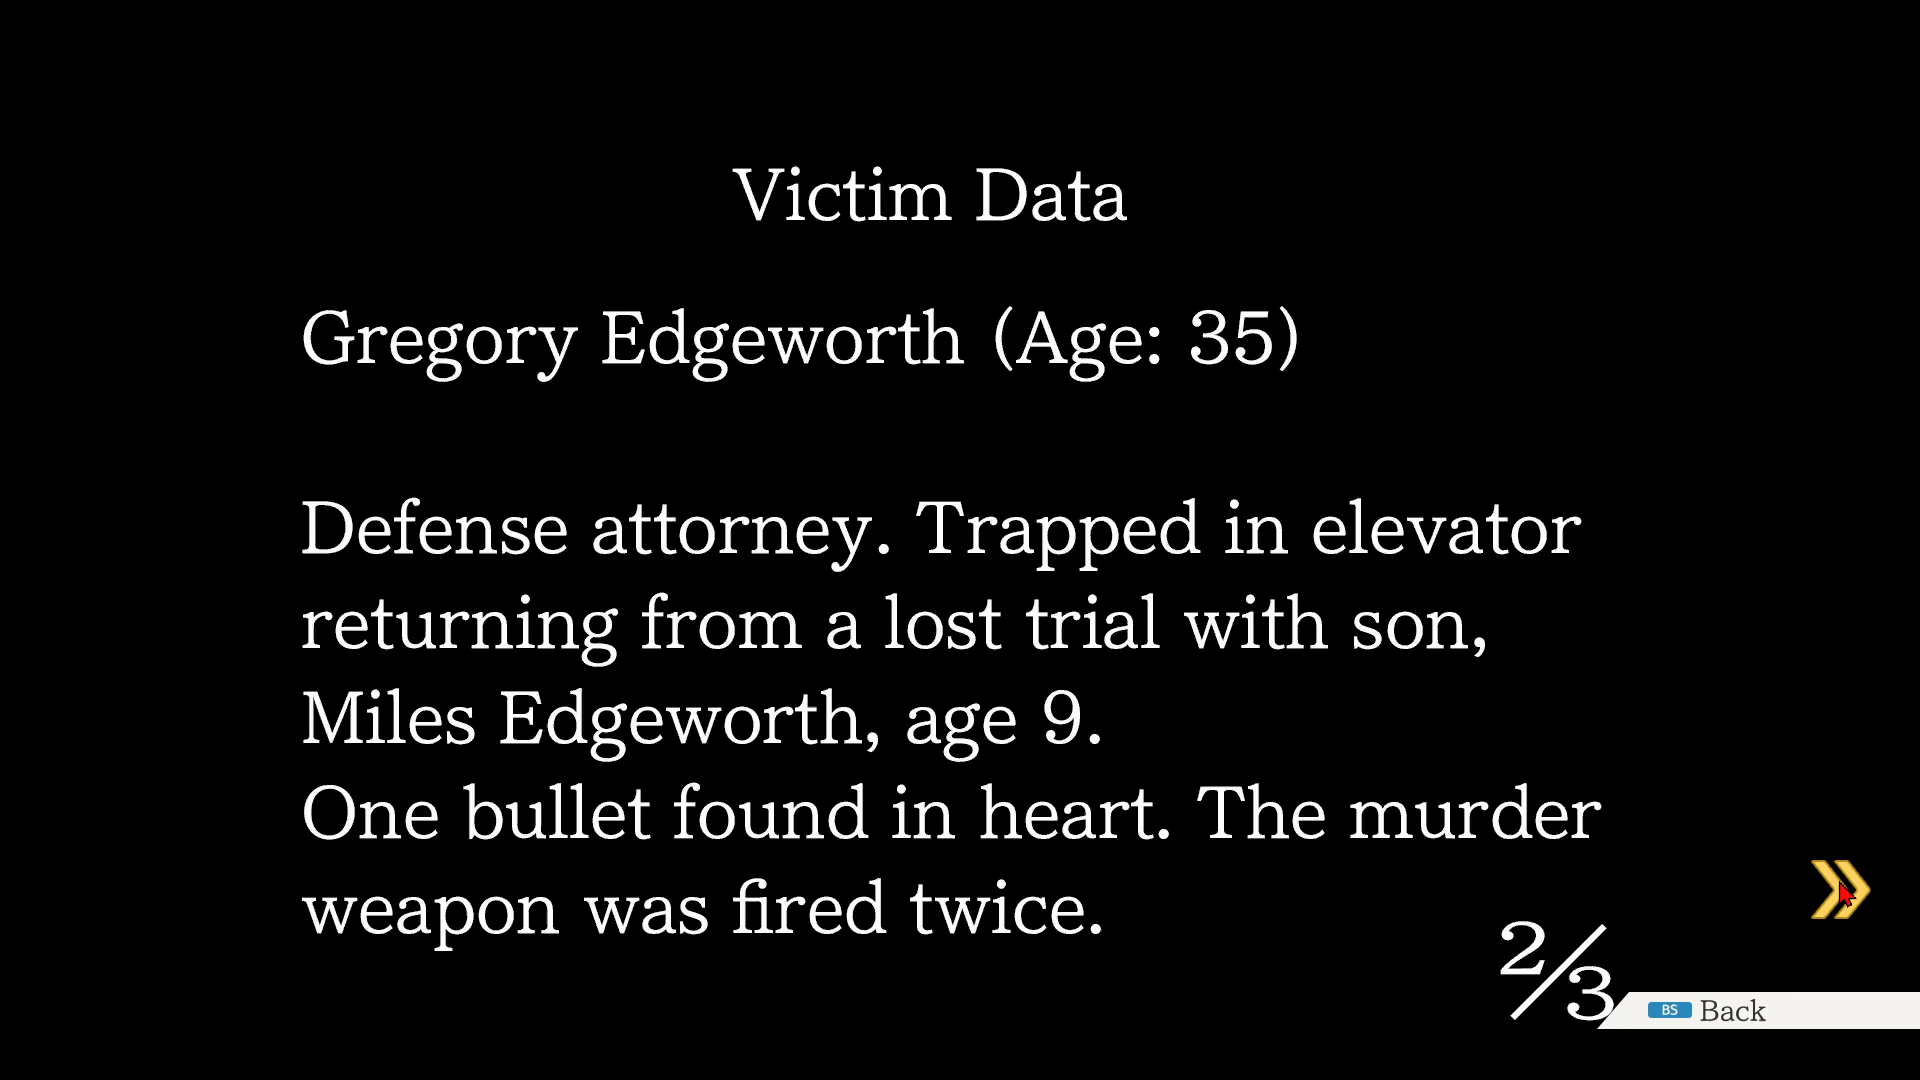 Victim Data
Gregory Edgeworth (Age: 35)
Defense attorney. Trapped in elevator
returning from a lost trial with son,
Miles Edgeworth, age 9.
One bullet found in heart. The murder
weapon was fired twice.
2/3
BS Back